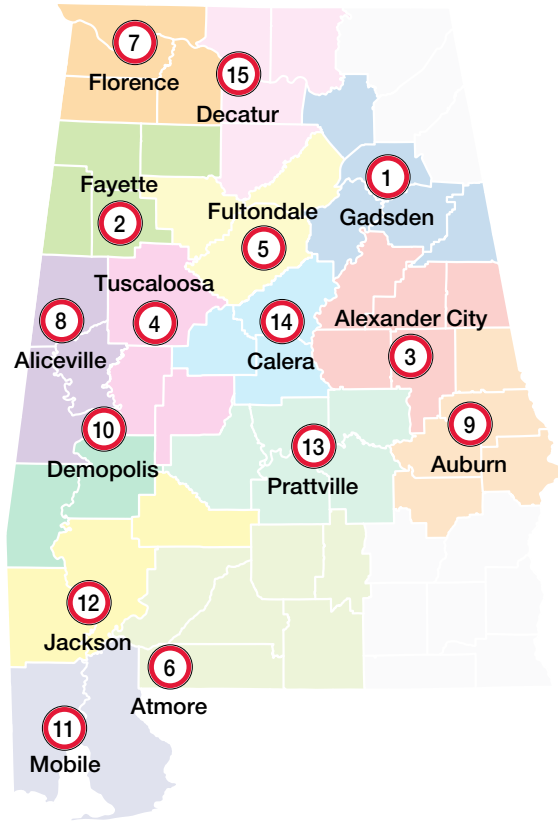 7
Florence
15
Decatur
1
Gadsden
Fayette
2
Fultondale
5
Tuscaloosa
4
8
Aliceville
14
Calera
Alexander City
3
9
Auburn
10
Demopolis
13
Prattville
12
Jackson
6
Atmore
11
Mobile